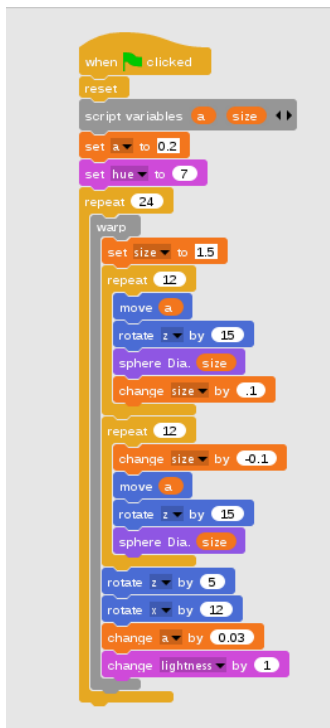 when clicked
reset
script variables a size
set a to 0.2
set hue to 7
repeat 24
warp
set size to 1.5
repeat 12
move a
rotate z by 15
sphere Dia. size
change size by .1
repeat 12
change size by -0.1
move a
rotate z by 15
sphere Dia. size
rotate z by 5
rotate x by 12
change a by 0.03
change lightness by 1